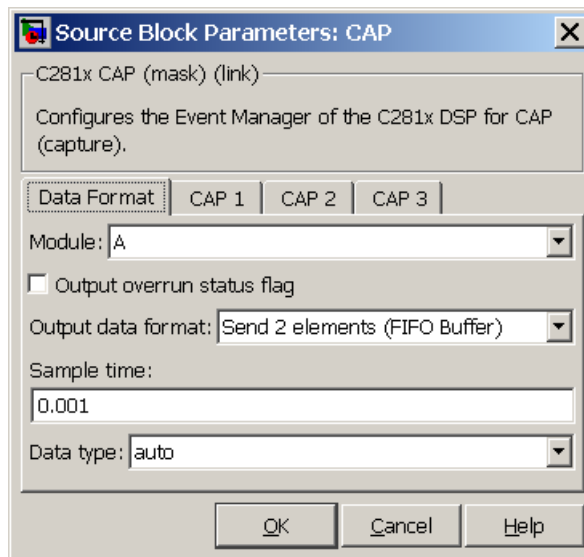 Source Block Parameters: CAP
C281x CAP (mask) (link)
Configures the Event Manager of the C281x DSP for CAP
(capture).
Data Format CAP 1 CAP 2 CAP 3
Module: A
Output overrun status flag
Output data format: Send 2 elements (FIFO Buffer)
Sample time:
0.001
Data type: auto
OK Cancel Help